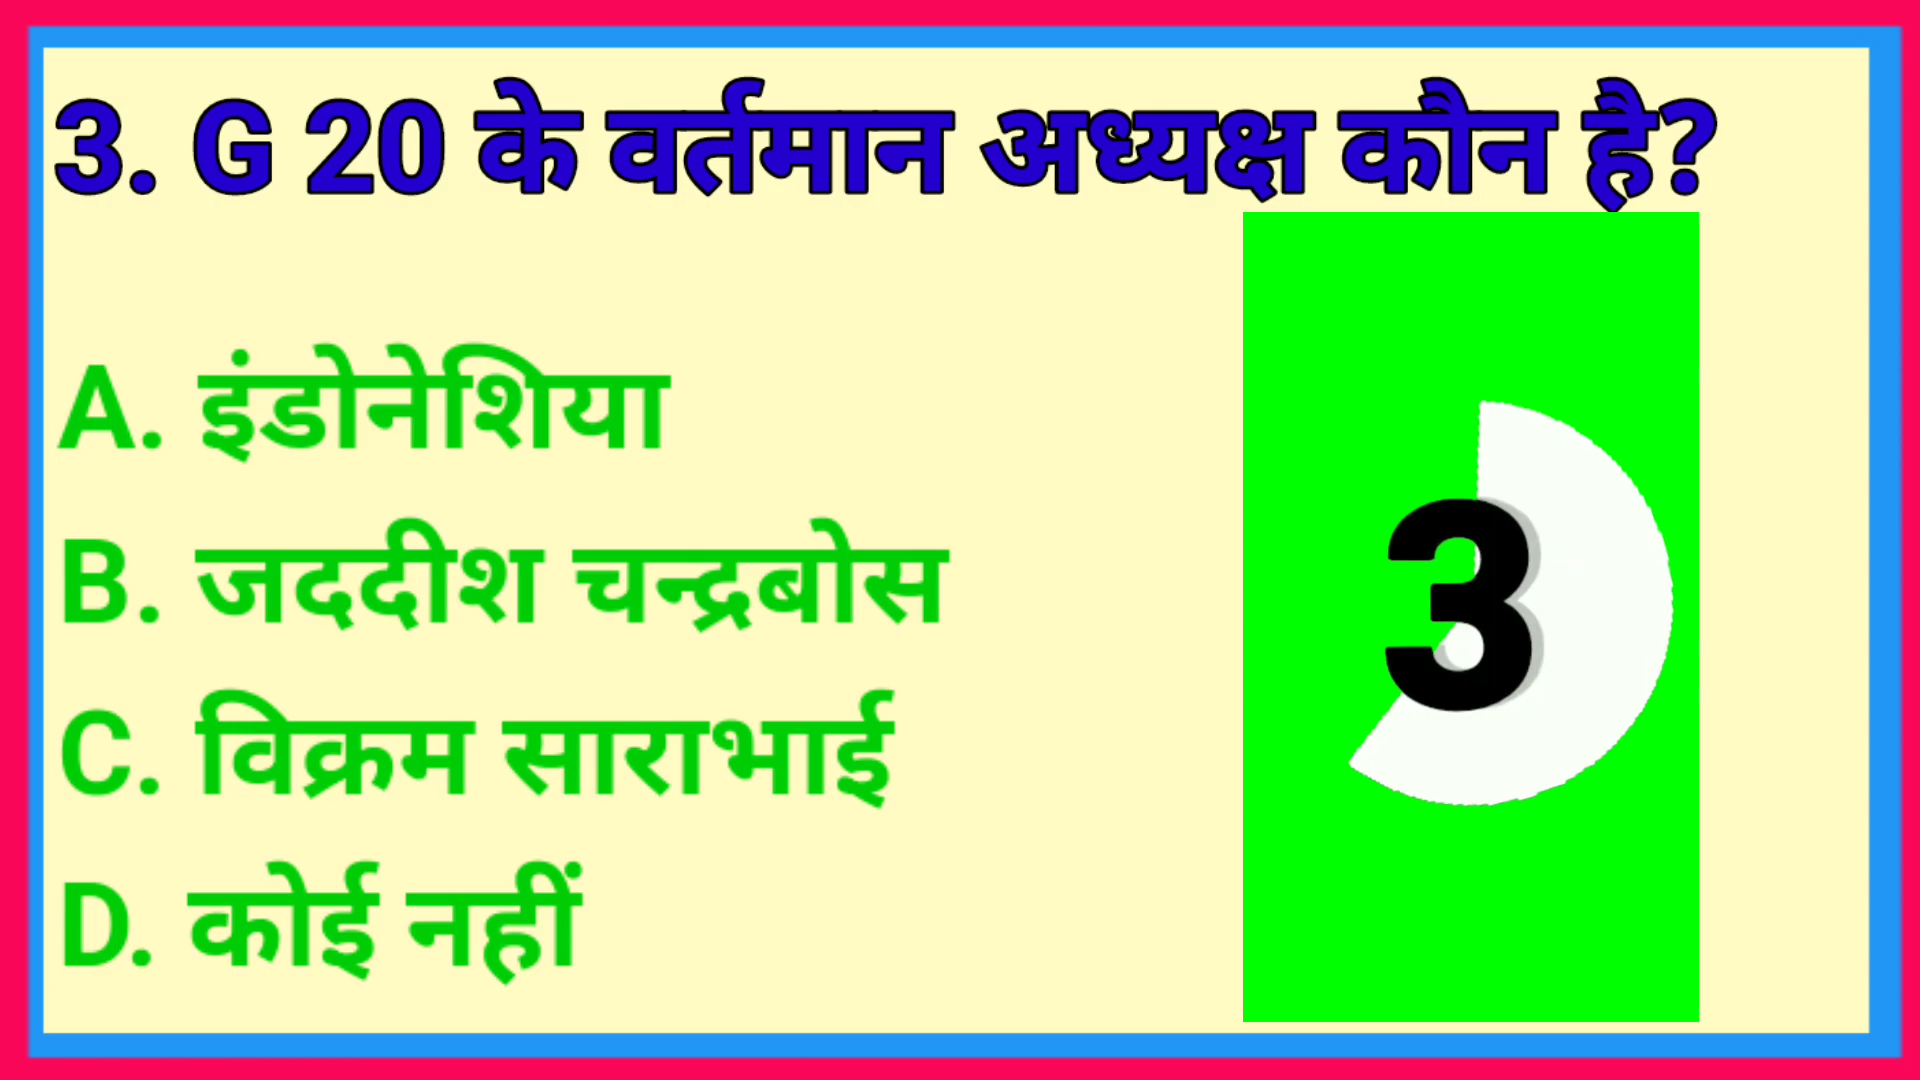 3. G 20 के वर्तमान अध्यक्ष कौन है?
A. इंडोनेशिया
B. जददीश चन्द्रबोस
C. विक्रम साराभाई
D. कोई नहीं
3